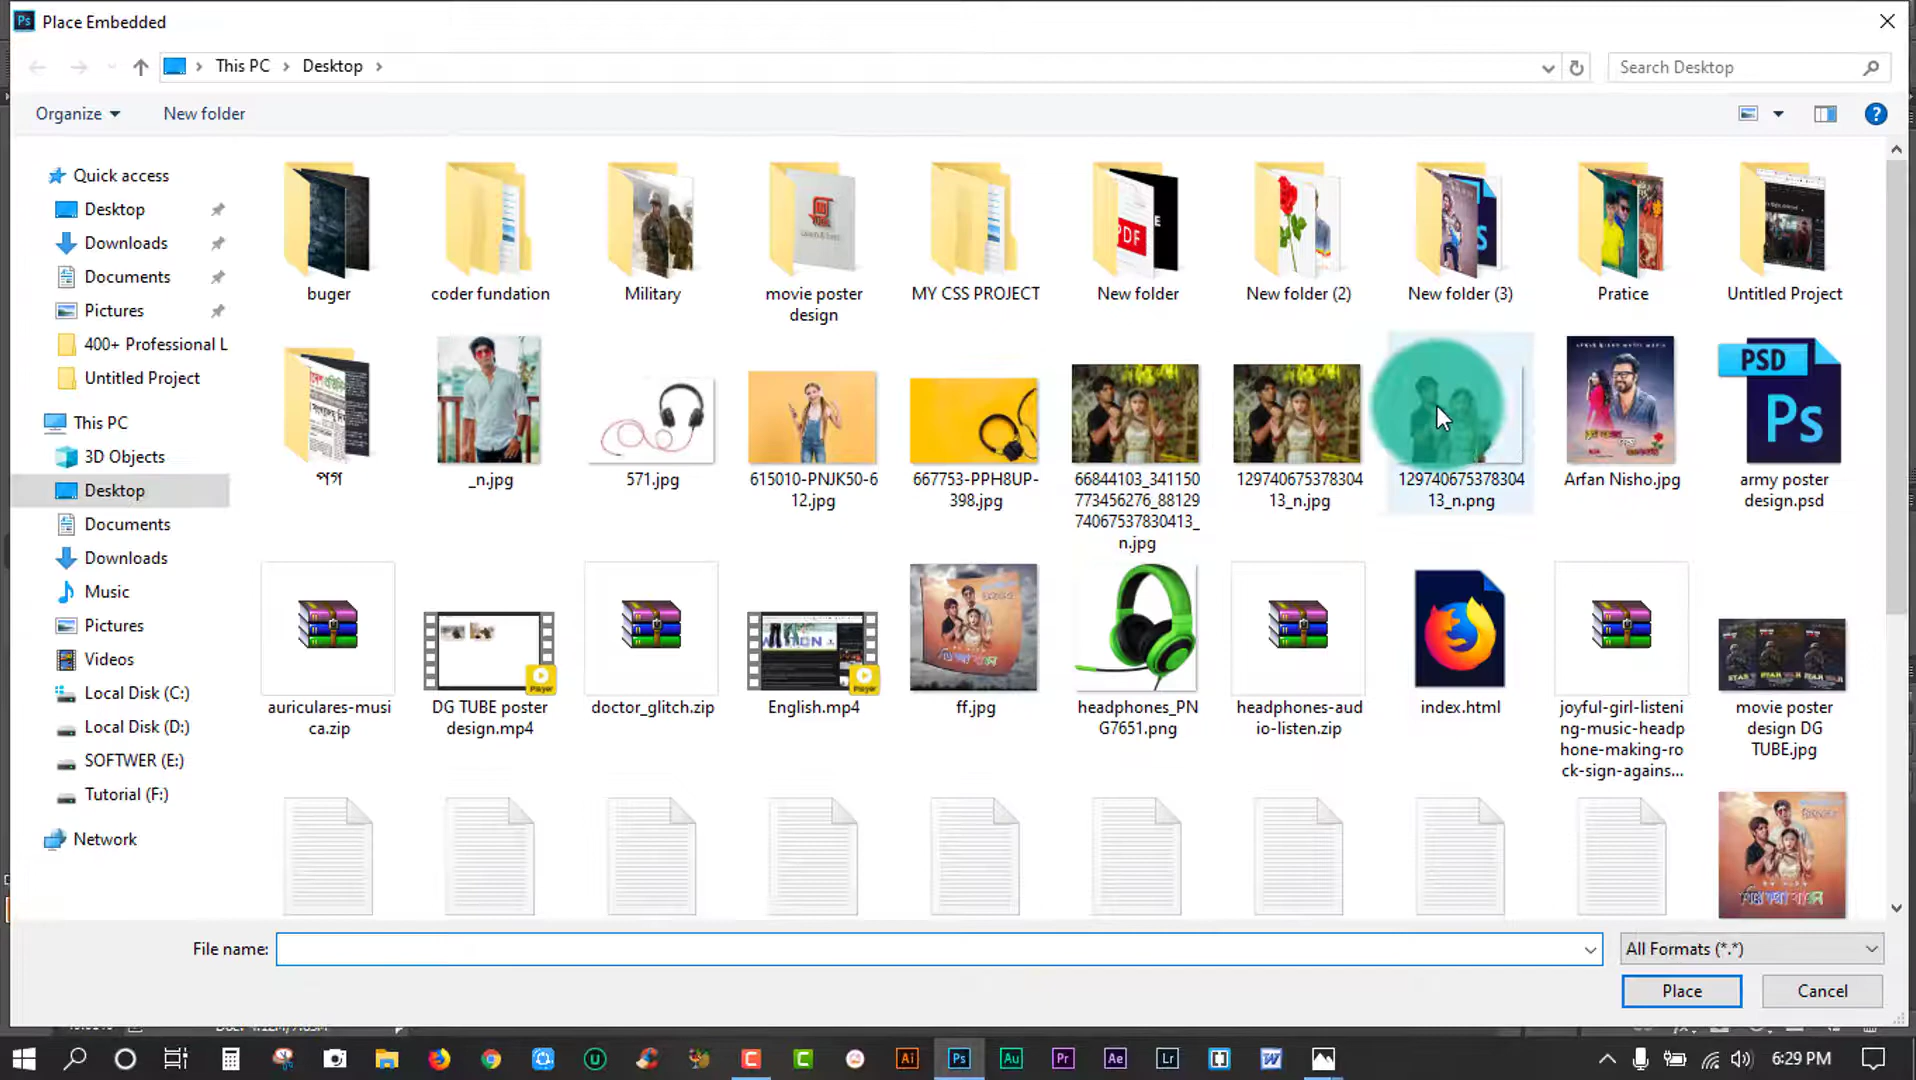 Place Embedded
This PC
Desktop
Search Desktop
Organize
New folder
Quick access
Desktop
Downloads
Documents
Pictures
400+ Professional L
Untitled Project
This PC
3D Objects
Desktop
Documents
Downloads
Music
Pictures
Videos
Local Disk (C:)
Local Disk (D:)
SOFTWER (E:)
Tutorial (F:)
Network
buger
coder fundation
Military
movie poster
design
MY CSS PROJECT
New folder
New folder (2)
New folder (3)
Pratice
Untitled Project
_n.jpg
571.jpg
615010-PNJK50-6
12.jpg
667753-PPH8UP-
398.jpg
66844103_341150
773456276_88129
74067537830413_
n.jpg
129740675378304
13_n.jpg
129740675378304
13_n.png
Arfan Nisho.jpg
PSD
Ps
army poster
design.psd
auriculares-musi
ca.zip
DG TUBE poster
design.mp4
doctor_glitch.zip
English.mp4
ff.jpg
headphones_PN
G7651.png
headphones-aud
io-listen.zip
index.html
joyful-girl-listeni
ng-music-headp
hone-making-ro
ck-sign-agains...
movie poster
design DG
TUBE.jpg
File name:
All Formats (*.*)
Place
Cancel
6:29 PM